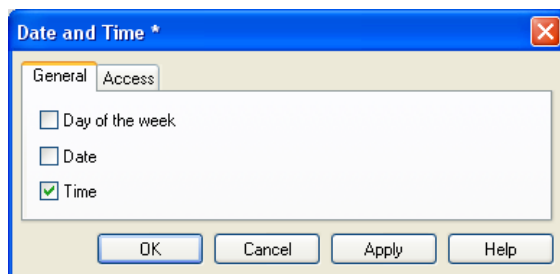 Date and Time *
General Access
Day of the week
Date
Time
OK Cancel Apply Help